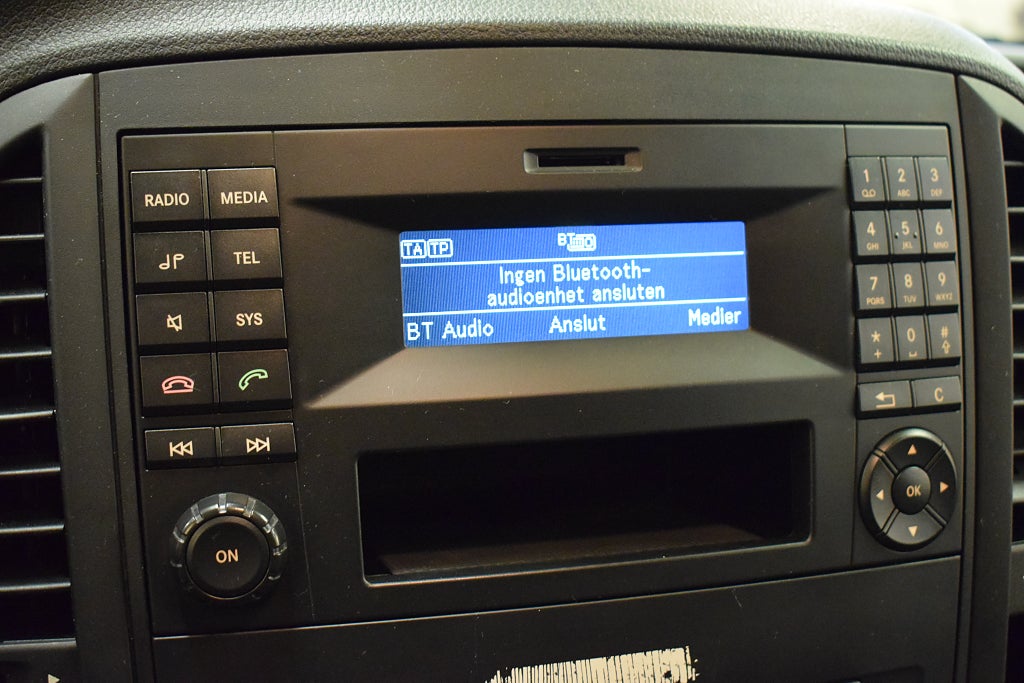 RADIO MEDIA
TEL
SYS
ON
TA TP BT
Ingen Bluetooth-
audioenhet ansluten
BT Audio Anslut Medier
1 2 ABC 3 DEF
4 GHI 5 JKL 6 MNO
7 PQRS 8 TUV 9 WXYZ
* + 0 #
C
OK